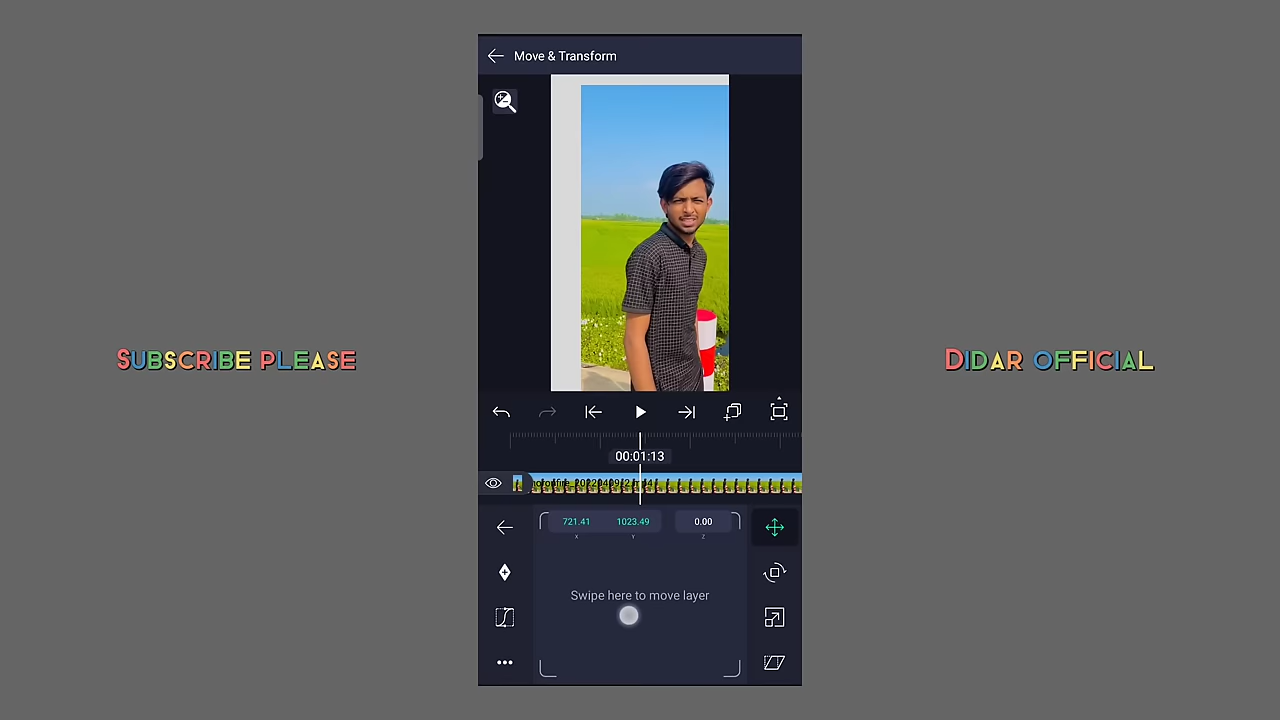 Move & Transform
SUBSCRIBE PLEASE
DIDAR OFFICIAL
00:01:13
721.41
1023.49
0.00
X
Y
Z
Swipe here to move layer